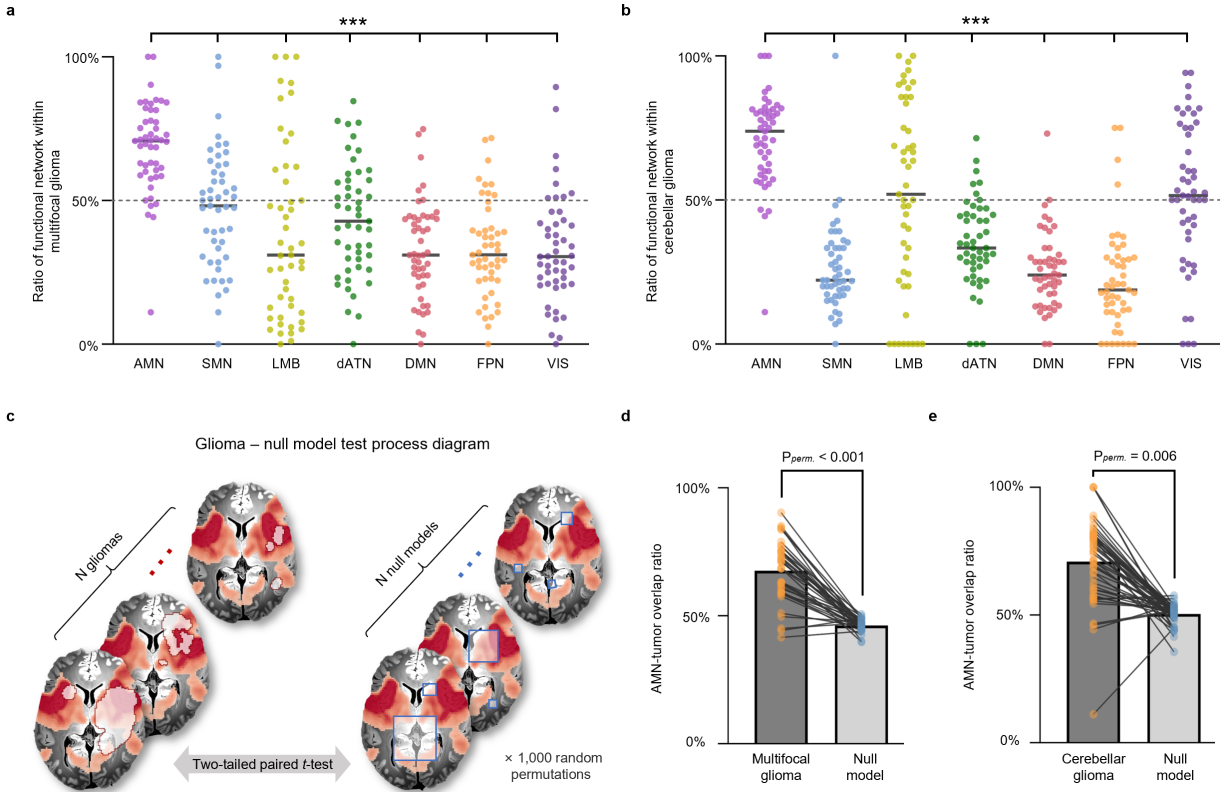 a
***
Ratio of functional network within
multifocal glioma
100%
50%
0%
AMN SMN LMB dATN DMN FPN VIS
b
***
Ratio of functional network within
cerebellar glioma
100%
50%
0%
AMN SMN LMB dATN DMN FPN VIS
c
Glioma – null model test process diagram
N gliomas
N null models
Two-tailed paired t-test
× 1,000 random
permutations
d
Pperm. < 0.001
AMN-tumor overlap ratio
100%
50%
0%
Multifocal
glioma
Null
model
e
Pperm. = 0.006
AMN-tumor overlap ratio
100%
50%
0%
Cerebellar
glioma
Null
model